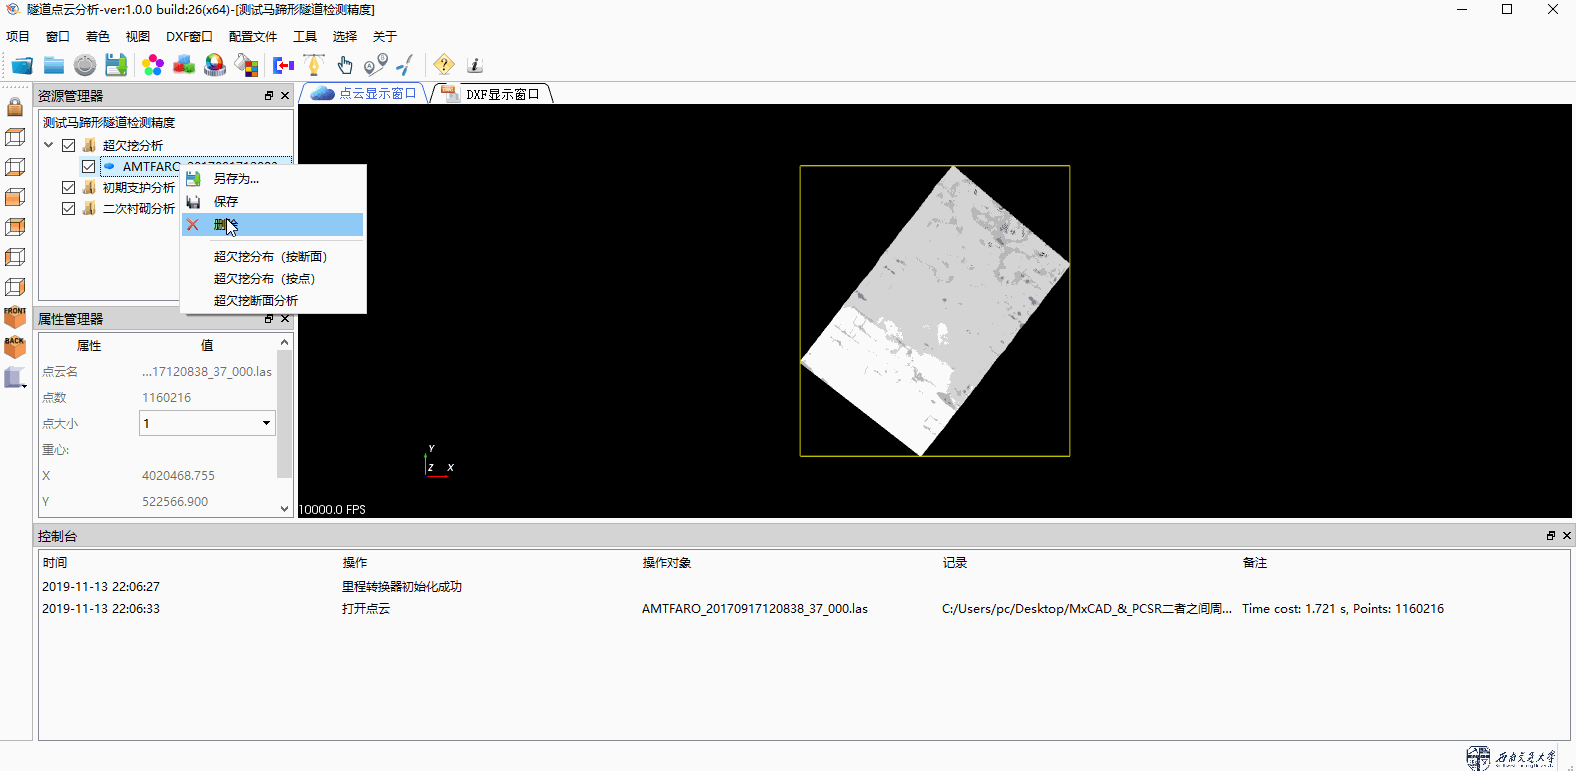 隧道点云分析-ver:1.0.0 build:26(x64)-[测试马蹄形隧道检测精度]
项目 窗口 着色 视图 DXF窗口 配置文件 工具 选择 关于
资源管理器
点云显示窗口 DXF显示窗口
测试马蹄形隧道检测精度
超欠挖分析
AMTFARO
初期支护分析
二次衬砌分析
另存为...
保存
删除
超欠挖分布（按断面）
超欠挖分布（按点）
超欠挖断面分析
FRONT
BACK
属性管理器
属性 值
点云名 ...17120838_37_000.las
点数 1160216
点大小 1
重心:
X 4020468.755
Y 522566.900
Y
Z X
10000.0 FPS
控制台
时间 操作 操作对象 记录 备注
2019-11-13 22:06:27 里程转换器初始化成功
2019-11-13 22:06:33 打开点云 AMTFARO_20170917120838_37_000.las C:/Users/pc/Desktop/MxCAD_&_PCSR二者之间周... Time cost: 1.721 s, Points: 1160216
西南交通大学